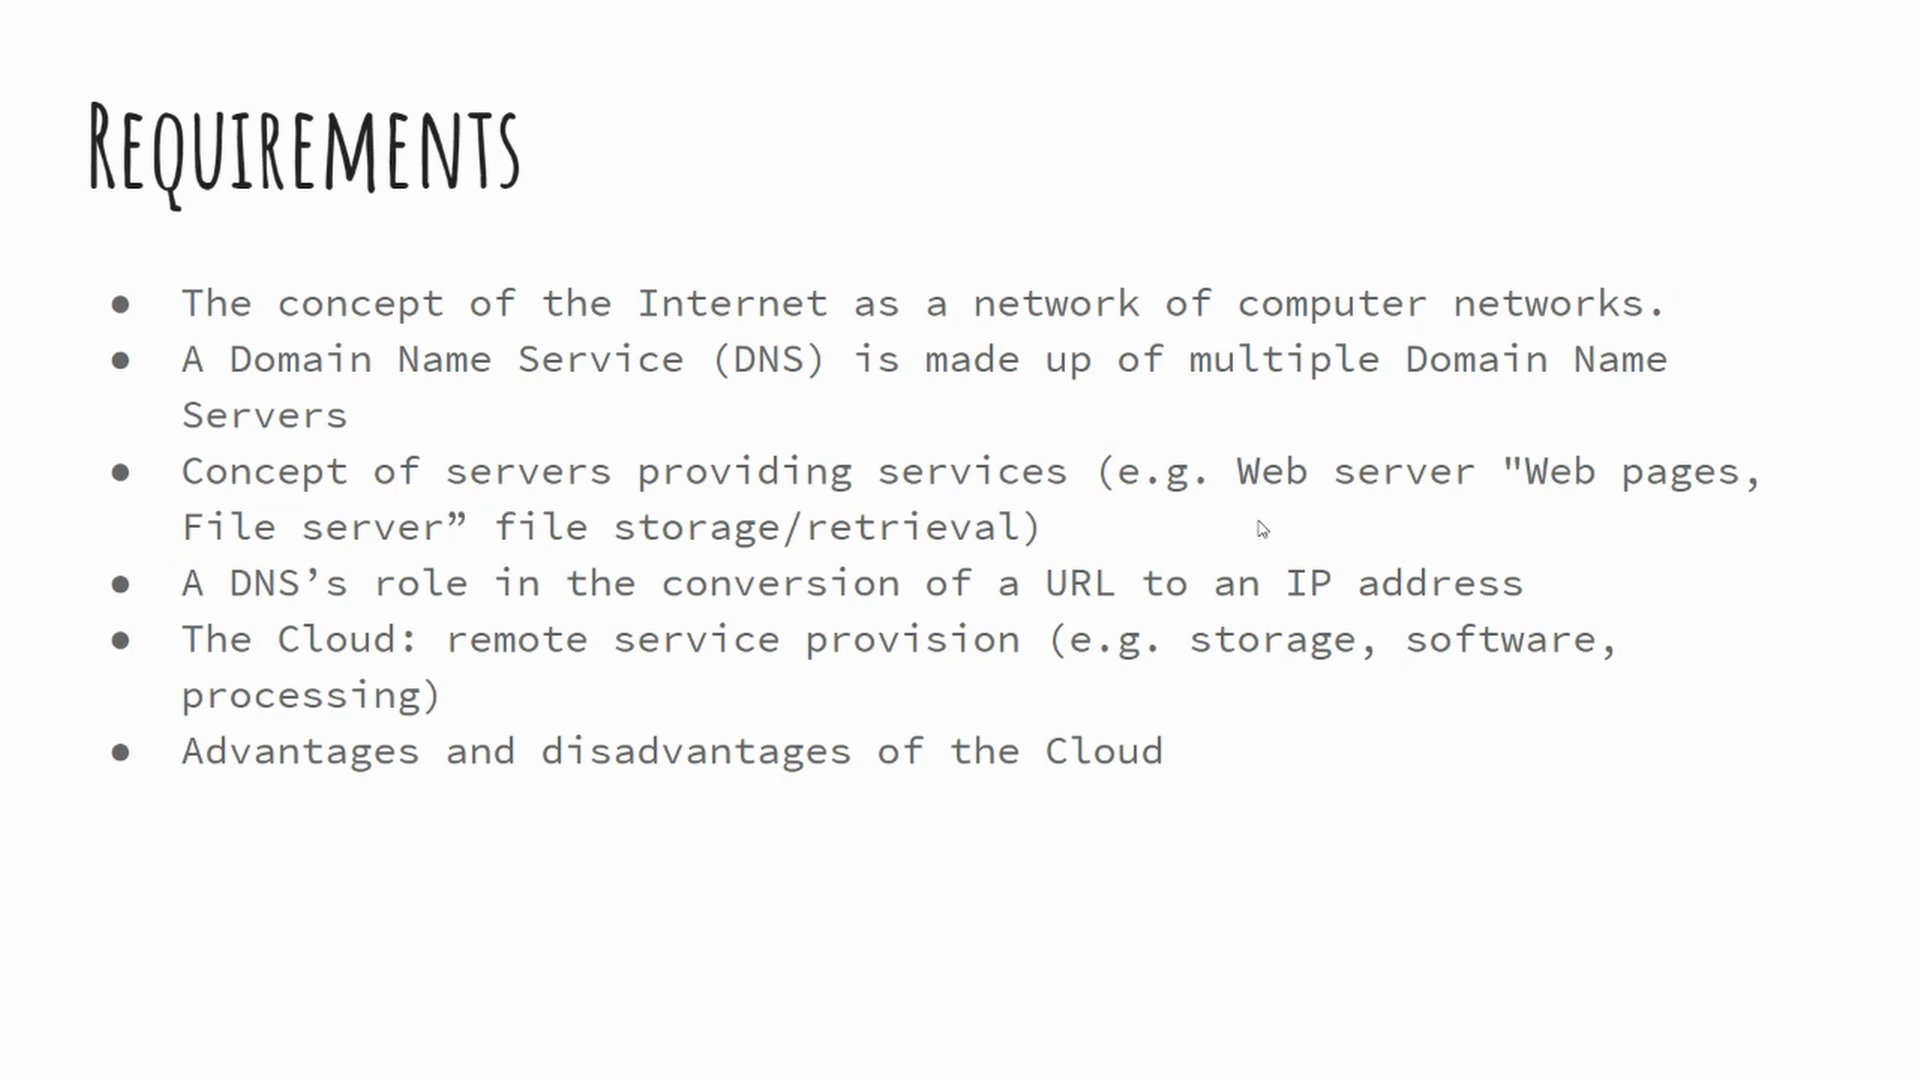 Requirements
● The concept of the Internet as a network of computer networks.
● A Domain Name Service (DNS) is made up of multiple Domain Name
Servers
● Concept of servers providing services (e.g. Web server "Web pages,
File server” file storage/retrieval)
● A DNS’s role in the conversion of a URL to an IP address
● The Cloud: remote service provision (e.g. storage, software,
processing)
● Advantages and disadvantages of the Cloud